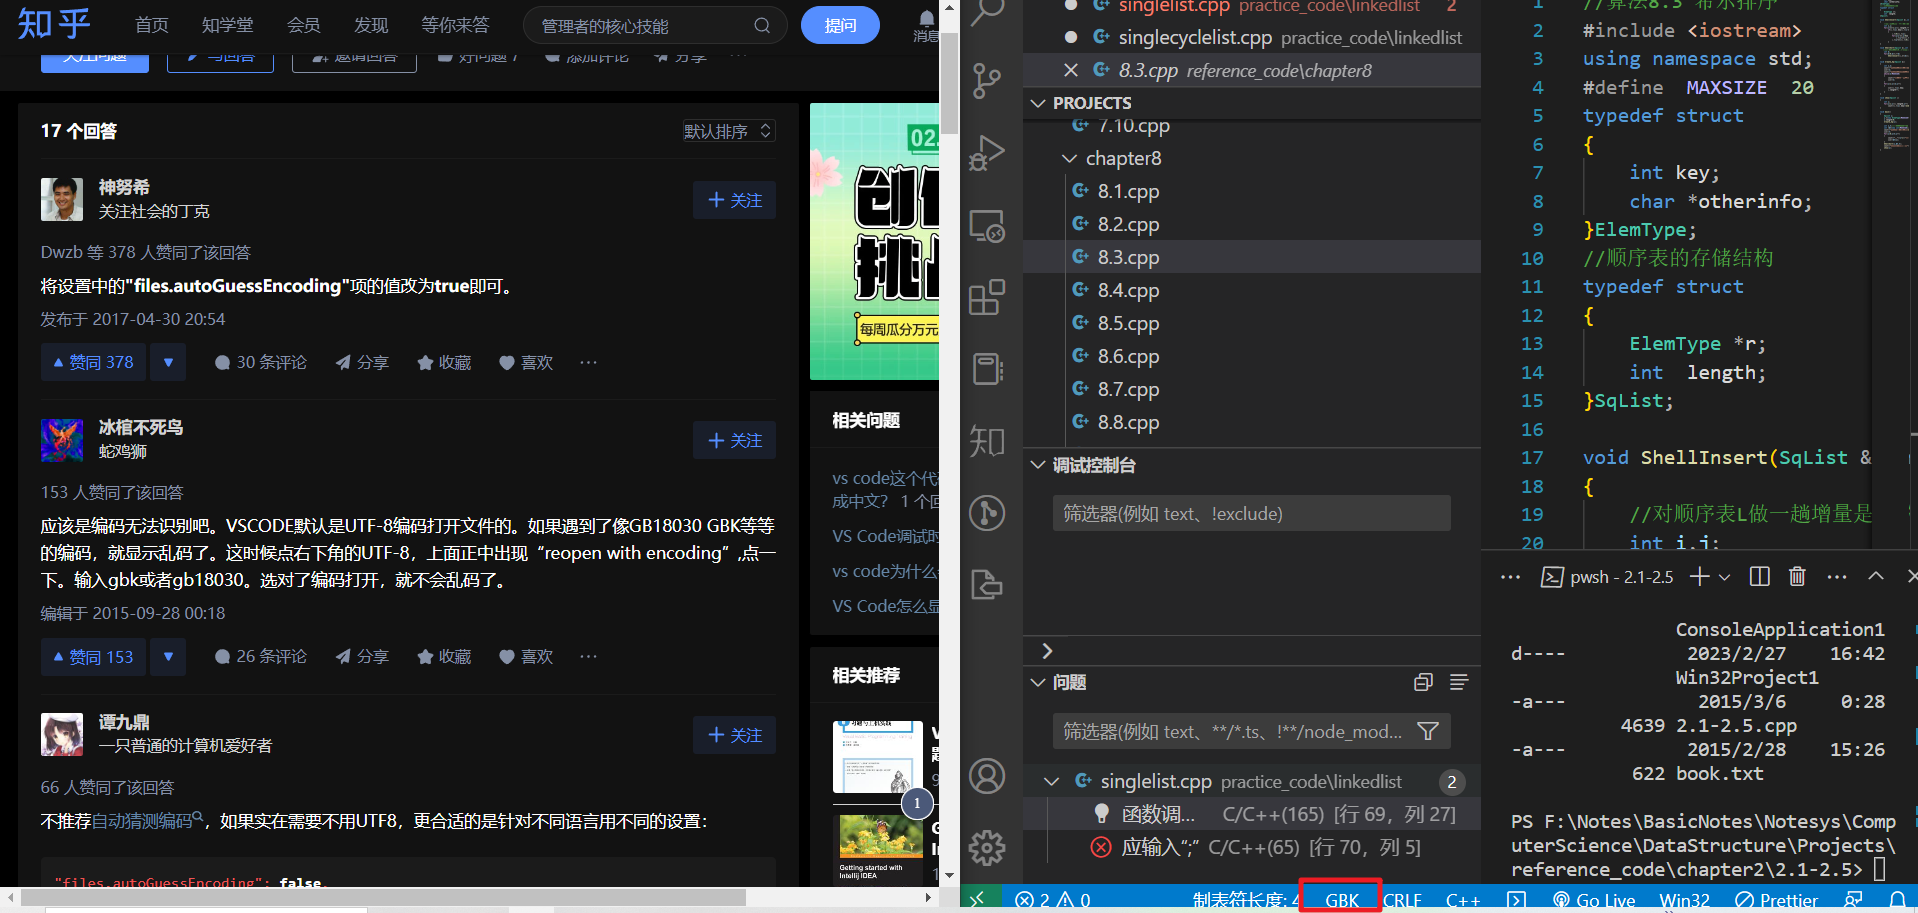 知乎
首页 知学堂 会员 发现 等你来答
管理者的核心技能
提问
消息
关注问题 写回答 邀请回答 好问题 7 添加评论 分享
17 个回答
默认排序
神努希
关注社会的丁克
+ 关注
Dwzb 等 378 人赞同了该回答
将设置中的"files.autoGuessEncoding"项的值改为true即可。
发布于 2017-04-30 20:54
赞同 378 30 条评论 分享 收藏 喜欢 ···
冰棺不死鸟
蛇鸡狮
+ 关注
153 人赞同了该回答
应该是编码无法识别吧。VSCODE默认是UTF-8编码打开文件的。如果遇到了像GB18030 GBK等等
的编码，就显示乱码了。这时候点右下角的UTF-8，上面正中出现“reopen with encoding”,点一
下。输入gbk或者gb18030。选对了编码打开，就不会乱码了。
编辑于 2015-09-28 00:18
赞同 153 26 条评论 分享 收藏 喜欢 ···
谭九鼎
一只普通的计算机爱好者
+ 关注
66 人赞同了该回答
不推荐自动猜测编码，如果实在需要不用UTF8，更合适的是针对不同语言用不同的设置：
"files.autoGuessEncoding": false,
02.
每周瓜分万元
相关问题
vs code这个代
成中文？ 1 个回
VS Code调试时
vs code为什么
VS Code怎么显
相关推荐
Getting started with
IntelliJ IDEA
1
singlelist.cpp practice_code\linkedlist 2
singlecyclelist.cpp practice_code\linkedlist
8.3.cpp reference_code\chapter8
PROJECTS
7.10.cpp
chapter8
8.1.cpp
8.2.cpp
8.3.cpp
8.4.cpp
8.5.cpp
8.6.cpp
8.7.cpp
8.8.cpp
知
调试控制台
筛选器(例如 text、!exclude)
问题
筛选器(例如 text、**/*.ts、!**/node_mod...
singlelist.cpp practice_code\linkedlist 2
函数调... C/C++(165) [行 69，列 27]
应输入“;” C/C++(65) [行 70，列 5]
1 //算法8.3 希尔排序
2 #include <iostream>
3 using namespace std;
4 #define MAXSIZE 20
5 typedef struct
6 {
7 int key;
8 char *otherinfo;
9 }ElemType;
10 //顺序表的存储结构
11 typedef struct
12 {
13 ElemType *r;
14 int length;
15 }SqList;
16
17 void ShellInsert(SqList &
18 {
19 //对顺序表L做一趟增量是
20 int i,j;
··· pwsh - 2.1-2.5 ···
ConsoleApplication1
d---- 2023/2/27 16:42
Win32Project1
-a--- 2015/3/6 0:28
4639 2.1-2.5.cpp
-a--- 2015/2/28 15:26
622 book.txt
PS F:\Notes\BasicNotes\Notesys\Comp
uterScience\DataStructure\Projects\
reference_code\chapter2\2.1-2.5>
2 0 制表符长度: 4 GBK CRLF C++ Go Live Win32 Prettier